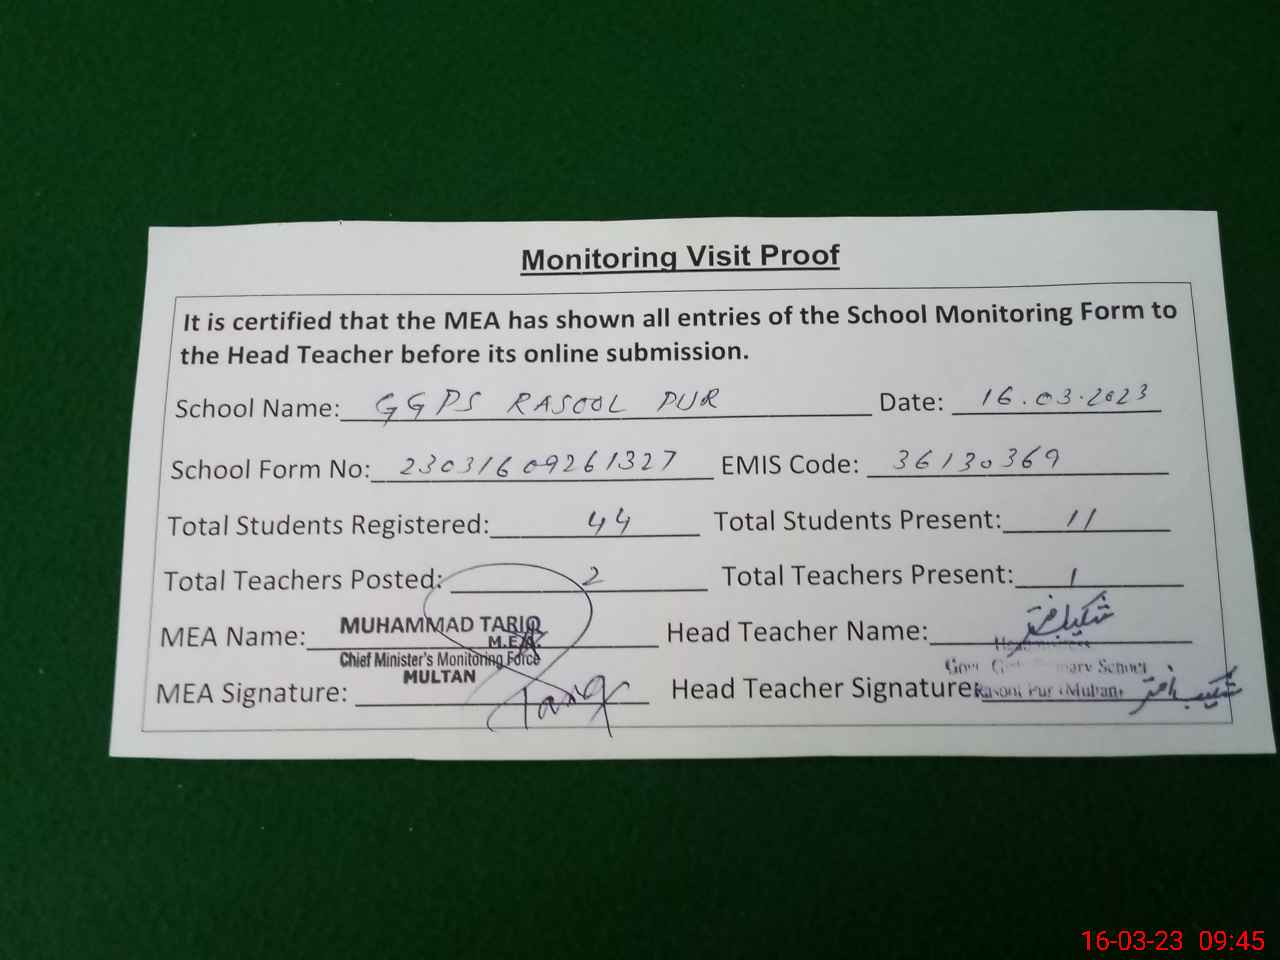 Monitoring Visit Proof
It is certified that the MEA has shown all entries of the School Monitoring Form to
the Head Teacher before its online submission.
School Name: GGPS RASOOL PUR Date: 16.03.2023
School Form No: 23031609261327 EMIS Code: 36130369
Total Students Registered: 44 Total Students Present: 11
Total Teachers Posted: 2 Total Teachers Present: 1
MEA Name: MUHAMMAD TARIQ Head Teacher Name:
M.E.A.
Chief Minister's Monitoring Force
MULTAN
MEA Signature: Tariq Head Teacher Signature:
16-03-23 09:45